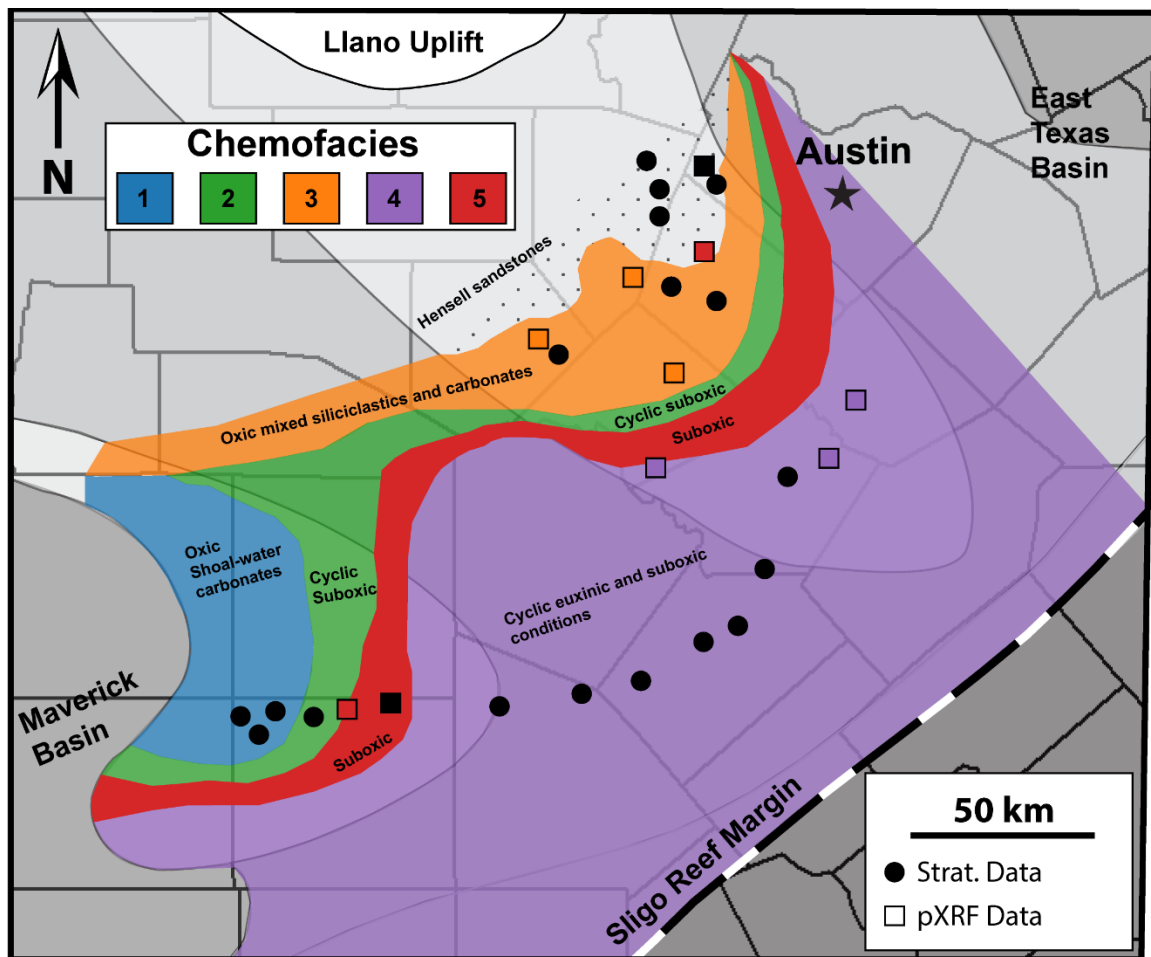 Llano Uplift
N
Chemofacies
1 2 3 4 5
East
Texas
Basin
Austin
Hensell sandstones
Oxic mixed siliciclastics and carbonates
Cyclic suboxic
Suboxic
Oxic
Shoal-water
carbonates
Cyclic
Suboxic
Cyclic euxinic and suboxic
conditions
Maverick
Basin
Suboxic
Sligo Reef Margin
50 km
Strat. Data
pXRF Data